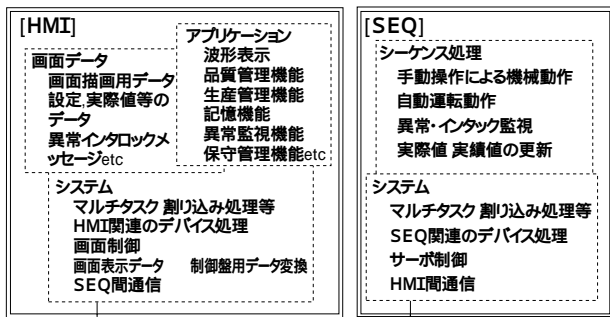 [HMI]
画面データ
画面描画用データ
設定,実際値等の
データ
異常インタロックメ
ッセージetc
アプリケーション
波形表示
品質管理機能
生産管理機能
記憶機能
異常監視機能
保守管理機能etc
システム
マルチタスク 割り込み処理等
HMI関連のデバイス処理
画面制御
画面表示データ 制御盤用データ変換
SEQ間通信
[SEQ]
シーケンス処理
手動操作による機械動作
自動運転動作
異常・インタック監視
実際値 実績値の更新
システム
マルチタスク 割り込み処理等
SEQ関連のデバイス処理
サーボ制御
HMI間通信